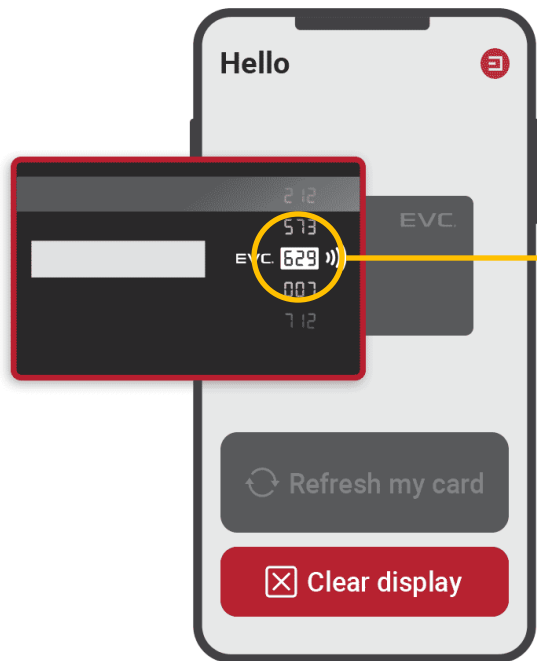 Hello
212
573
EVC.
EVC. 629
007
712
Refresh my card
Clear display